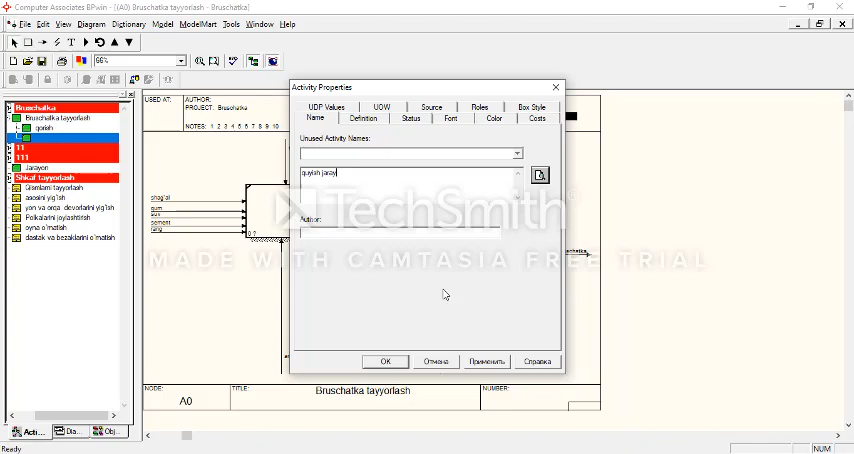 Computer Associates BPwin - [(A0) Bruschatka tayyorlash - Bruschatka]
File Edit View Diagram Dictionary Model ModelMart Tools Window Help
66%
Bruschatka
Bruschatka tayyorlash
qorish
11
111
Jarayon
Shkaf tayyorlash
Qismlarni tayyorlash
asosini yig'ish
yon va orqa devorlarini yig'ish
Polkalarini joylashtirish
oyna o'rnatish
dastak va bezaklarini o'rnatish
Acti... Dia... Obj...
USED AT:
AUTHOR:
PROJECT: Bruschatka
NOTES: 1 2 3 4 5 6 7 8 9 10
shag'al
qum
suv
sement
rang
0 ?
NODE:
A0
TITLE:
Bruschatka tayyorlash
NUMBER:
Activity Properties
UDP Values UOW Source Roles Box Style
Name Definition Status Font Color Costs
Unused Activity Names:
quyish jaray
Author:
OK Отмена Применить Справка
TechSmith
MADE WITH CAMTASIA FREE TRIAL
Ready
NUM